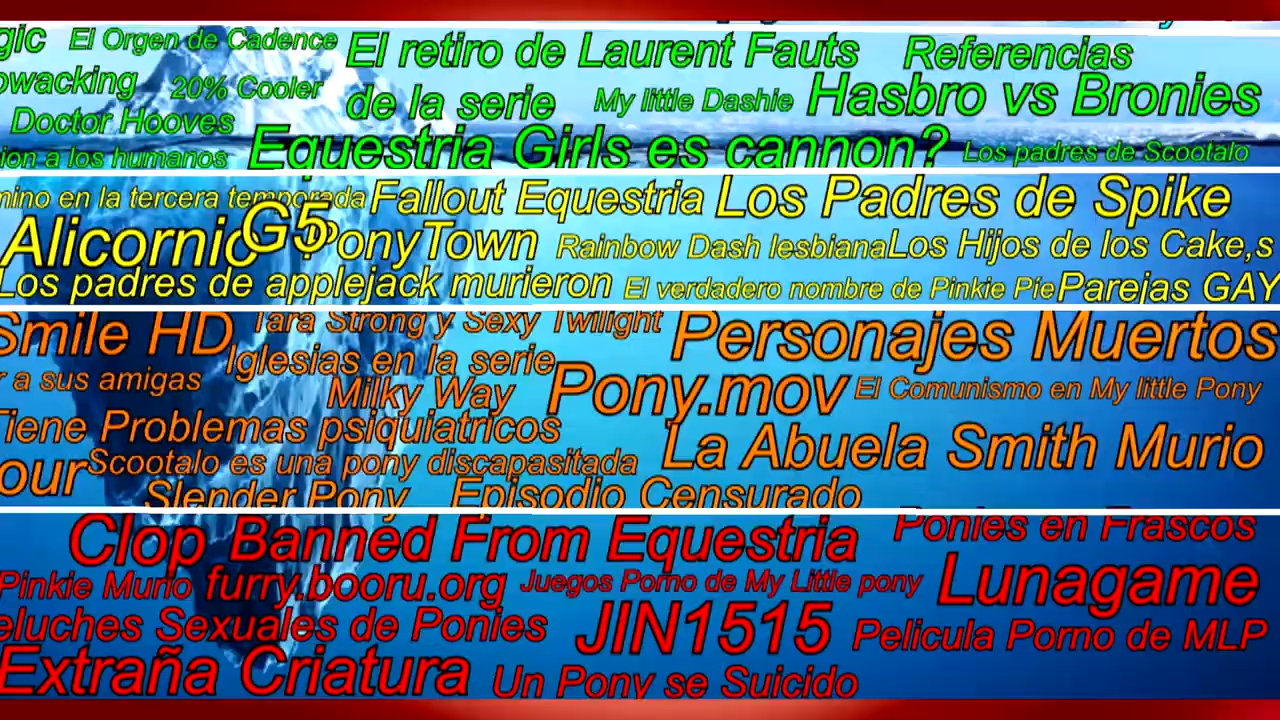 gic El Orgen de Cadence El retiro de Laurent Fauts Referencias
owacking 20% Cooler de la serie My little Dashie Hasbro vs Bronies
Doctor Hooves
ion a los humanos Equestria Girls es cannon? Los padres de Scootalo
mino en la tercera temporada Fallout Equestria Los Padres de Spike
Alicornio G5 PonyTown Rainbow Dash lesbiana Los Hijos de los Cake,s
Los padres de applejack murieron El verdadero nombre de Pinkie Pie Parejas GAY
Smile HD Tara Strong y Sexy Twilight Personajes Muertos
Iglesias en la serie
r a sus amigas Milky Way Pony.mov El Comunismo en My little Pony
Tiene Problemas psiquiatricos La Abuela Smith Murio
our Scootalo es una pony discapasitada
Slender Pony Episodio Censurado
Clop Banned From Equestria Ponies en Frascos
Pinkie Murio furry.booru.org Juegos Porno de My Little pony Lunagame
eluches Sexuales de Ponies JIN1515 Pelicula Porno de MLP
Extraña Criatura Un Pony se Suicido